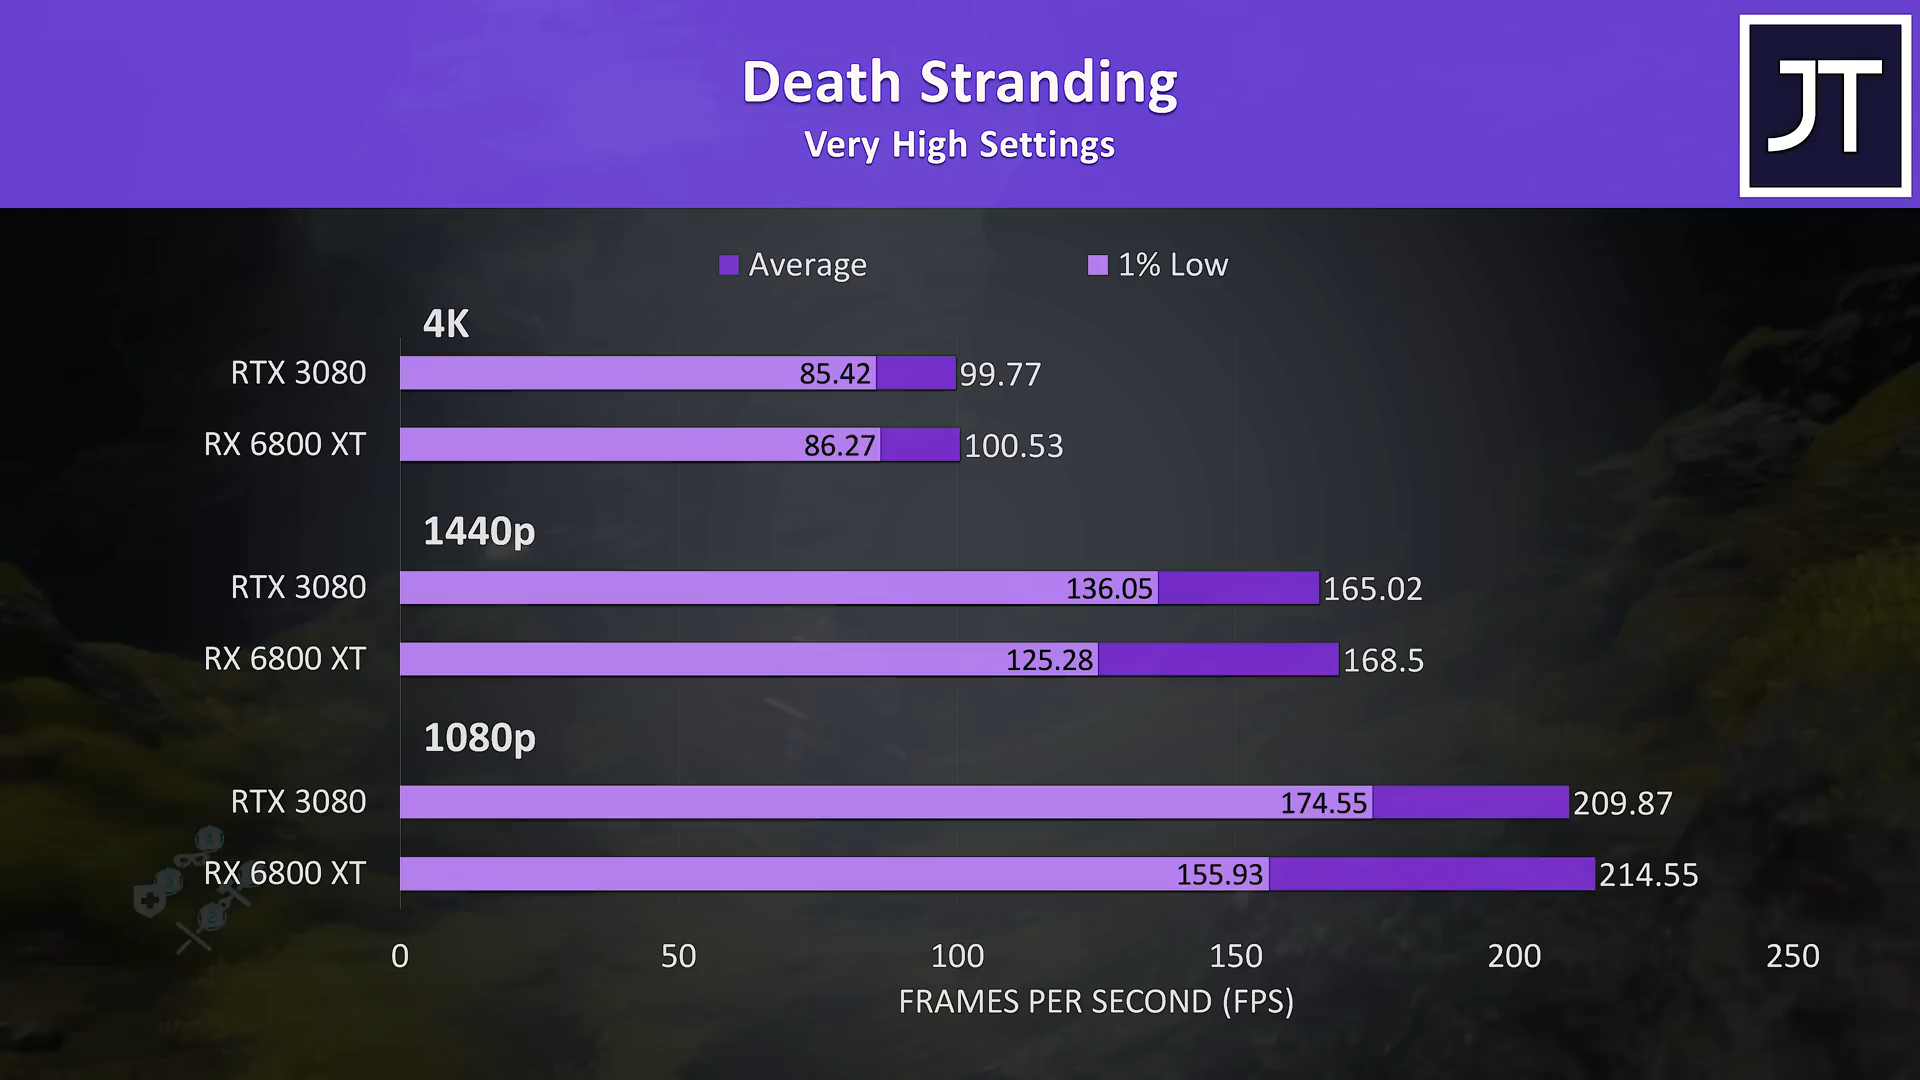 Death Stranding
Very High Settings
JT
Average 1% Low
4K
RTX 3080 85.42 99.77
RX 6800 XT 86.27 100.53
1440p
RTX 3080 136.05 165.02
RX 6800 XT 125.28 168.5
1080p
RTX 3080 174.55 209.87
RX 6800 XT 155.93 214.55
0 50 100 150 200 250
FRAMES PER SECOND (FPS)